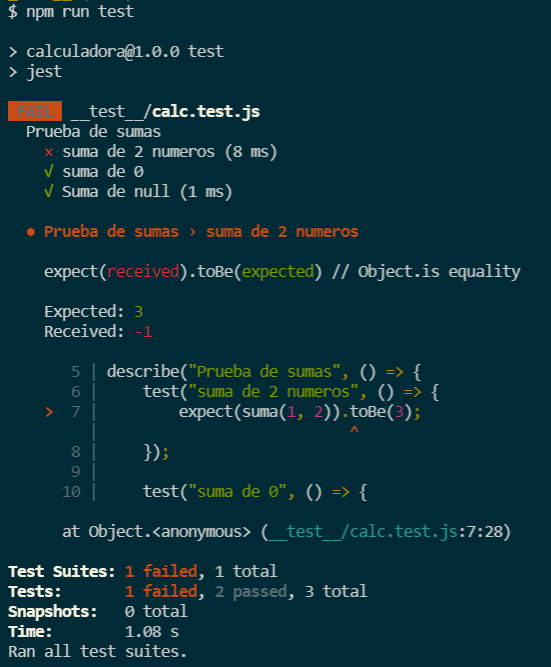 $ npm run test
> calculadora@1.0.0 test
> jest
FAIL __test__/calc.test.js
Prueba de sumas
× suma de 2 numeros (8 ms)
√ suma de 0
√ Suma de null (1 ms)
● Prueba de sumas › suma de 2 numeros
expect(received).toBe(expected) // Object.is equality
Expected: 3
Received: -1
5 | describe("Prueba de sumas", () => {
6 |     test("suma de 2 numeros", () => {
> 7 |         expect(suma(1, 2)).toBe(3);
|                            ^
8 |     });
9 |
10 |     test("suma de 0", () => {
at Object.<anonymous> (__test__/calc.test.js:7:28)
Test Suites: 1 failed, 1 total
Tests:       1 failed, 2 passed, 3 total
Snapshots:   0 total
Time:        1.08 s
Ran all test suites.